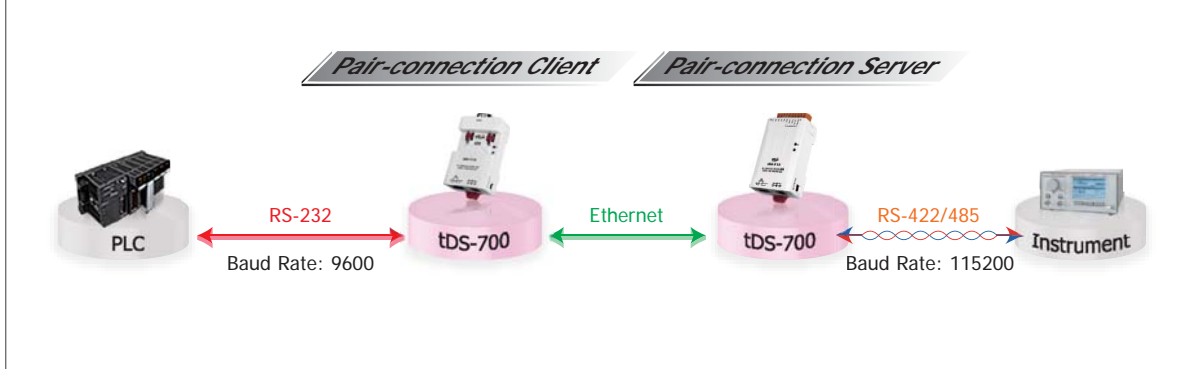 Pair-connection Client
Pair-connection Server
RS-232
Ethernet
RS-422/485
PLC
tDS-700
tDS-700
Instrument
Baud Rate: 9600
Baud Rate: 115200